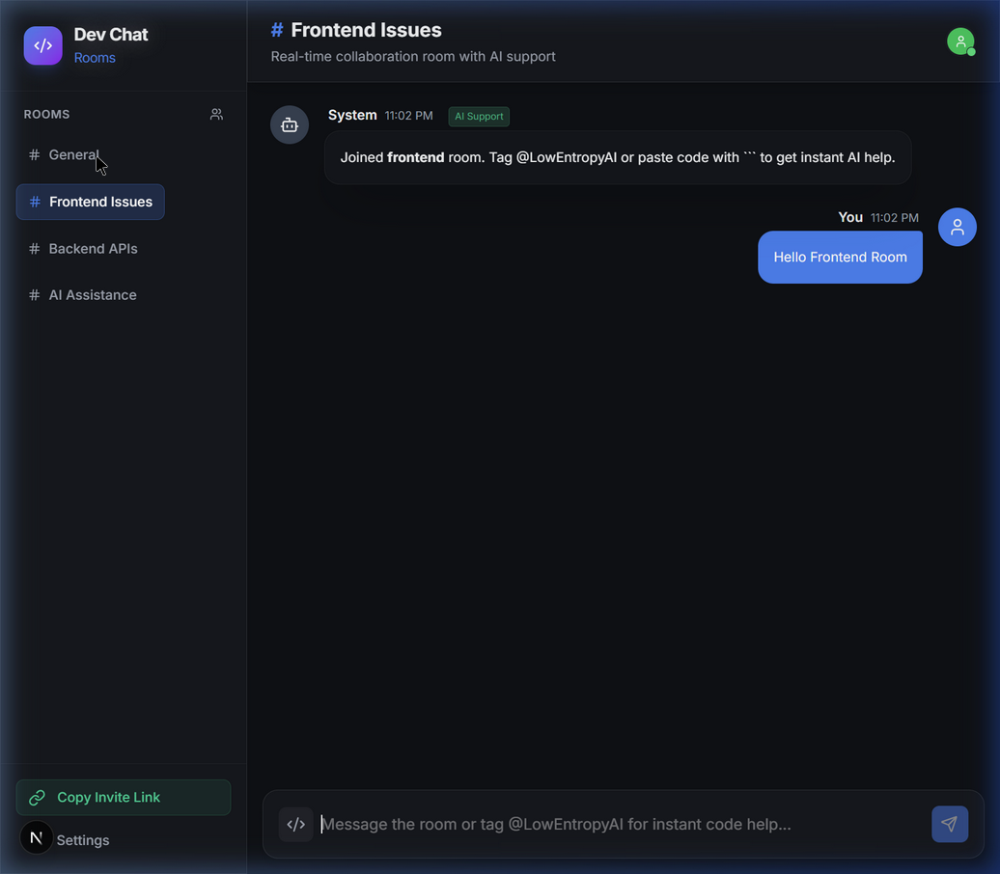 </>
Dev Chat
Rooms
ROOMS
# General
# Frontend Issues
# Backend APIs
# AI Assistance
Copy Invite Link
N Settings
# Frontend Issues
Real-time collaboration room with AI support
System 11:02 PM AI Support
Joined frontend room. Tag @LowEntropyAI or paste code with ``` to get instant AI help.
You 11:02 PM
Hello Frontend Room
</> Message the room or tag @LowEntropyAI for instant code help...